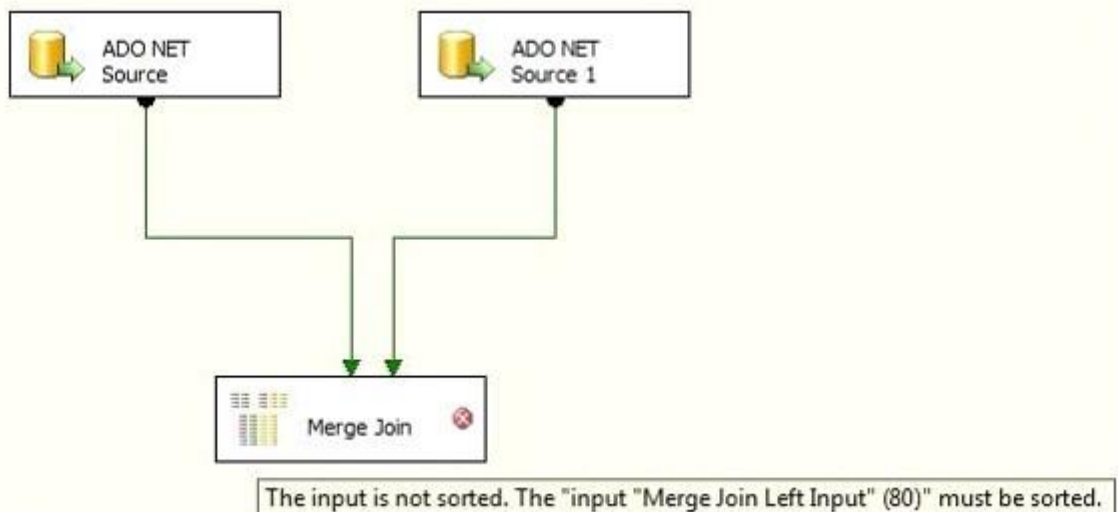 ADO NET
Source
ADO NET
Source 1
Merge Join
The input is not sorted. The "input "Merge Join Left Input" (80)" must be sorted.